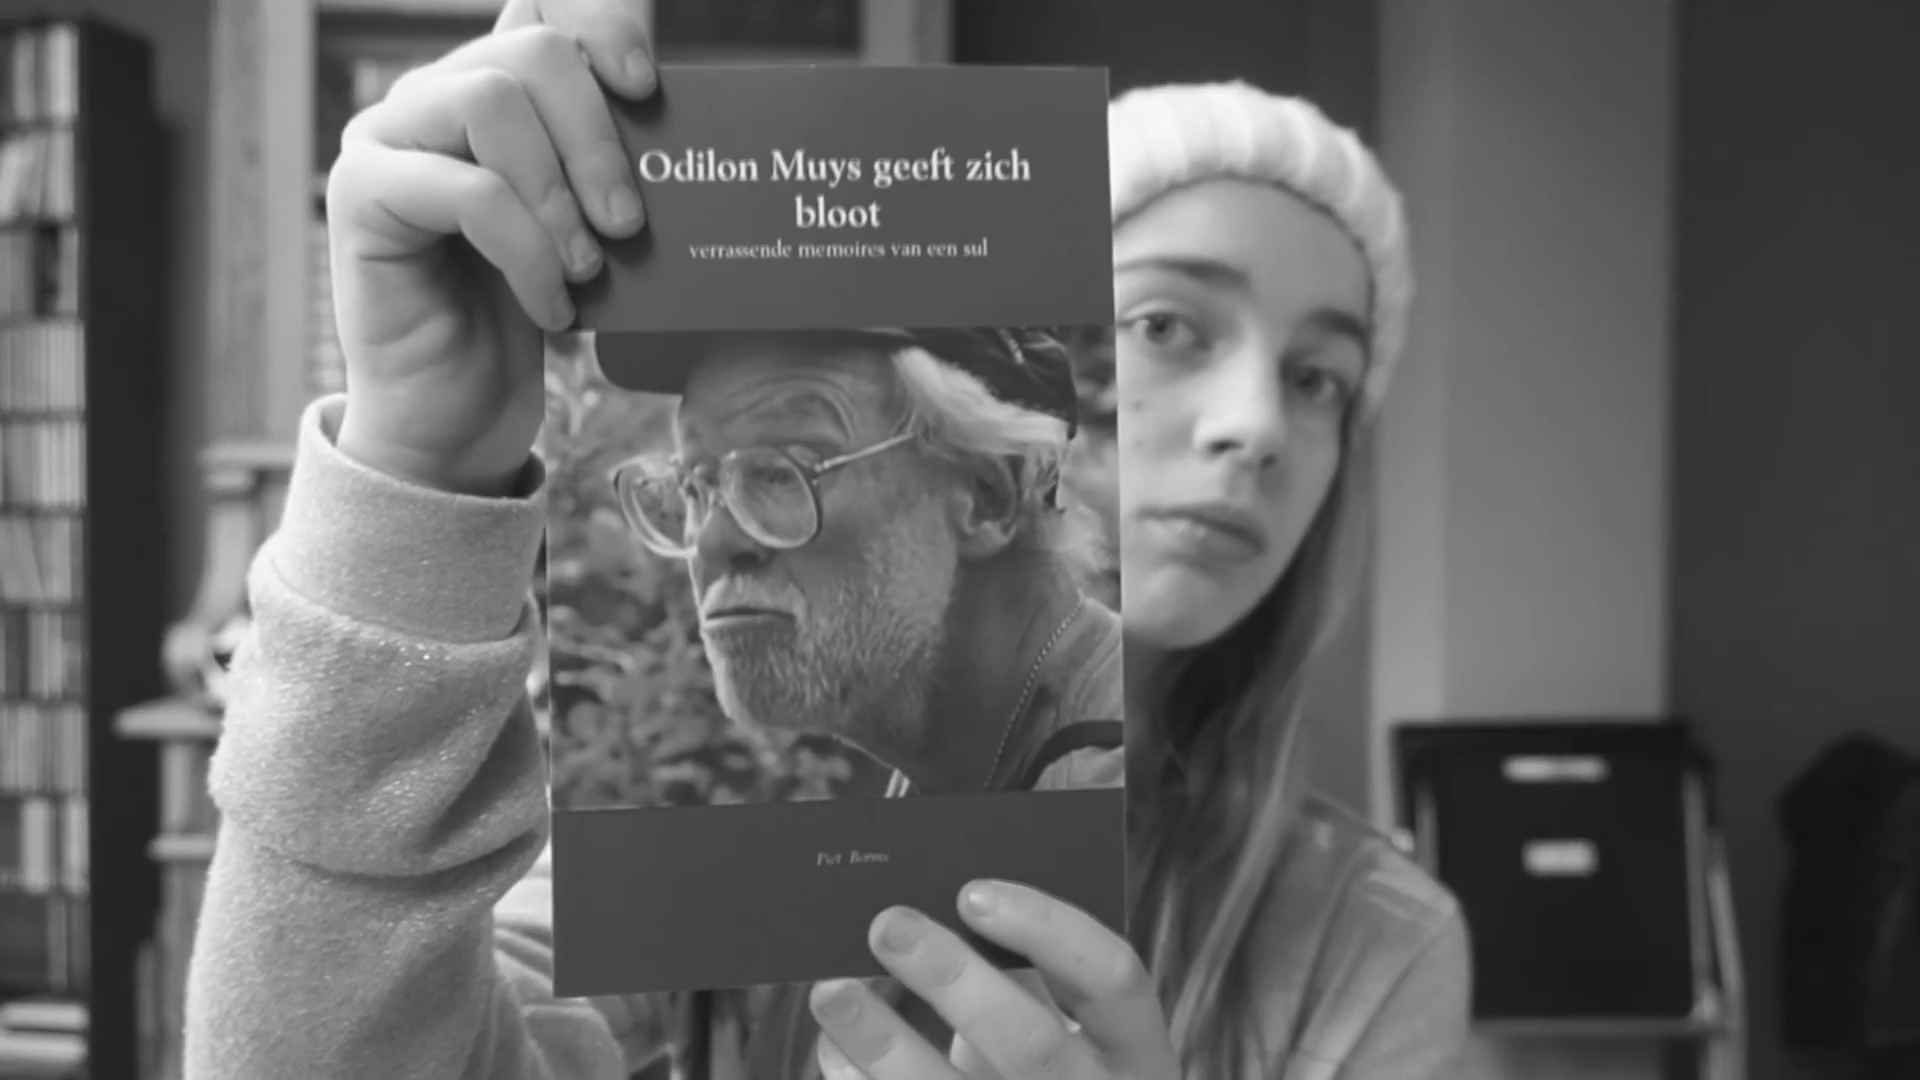 Odilon Muys geeft zich
bloot
verrassende memoires van een sul
Piet Borms